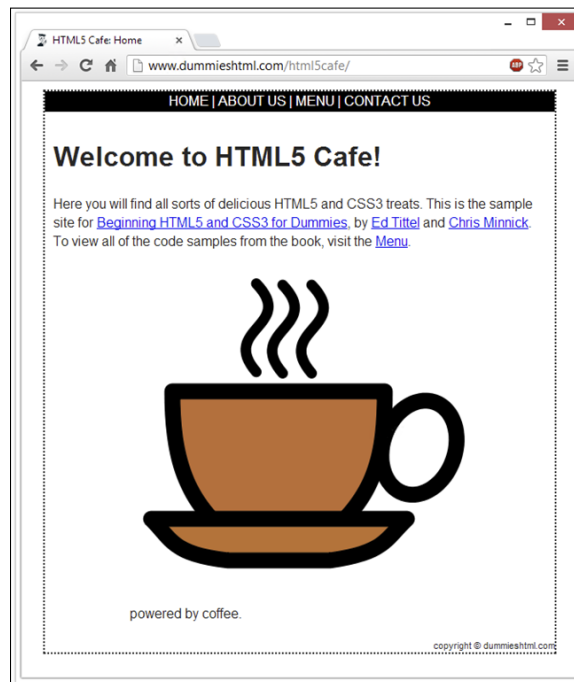 HTML5 Cafe: Home
www.dummieshtml.com/html5cafe/
ABP
HOME | ABOUT US | MENU | CONTACT US
Welcome to HTML5 Cafe!
Here you will find all sorts of delicious HTML5 and CSS3 treats. This is the sample
site for Beginning HTML5 and CSS3 for Dummies, by Ed Tittel and Chris Minnick.
To view all of the code samples from the book, visit the Menu.
powered by coffee.
copyright © dummieshtml.com